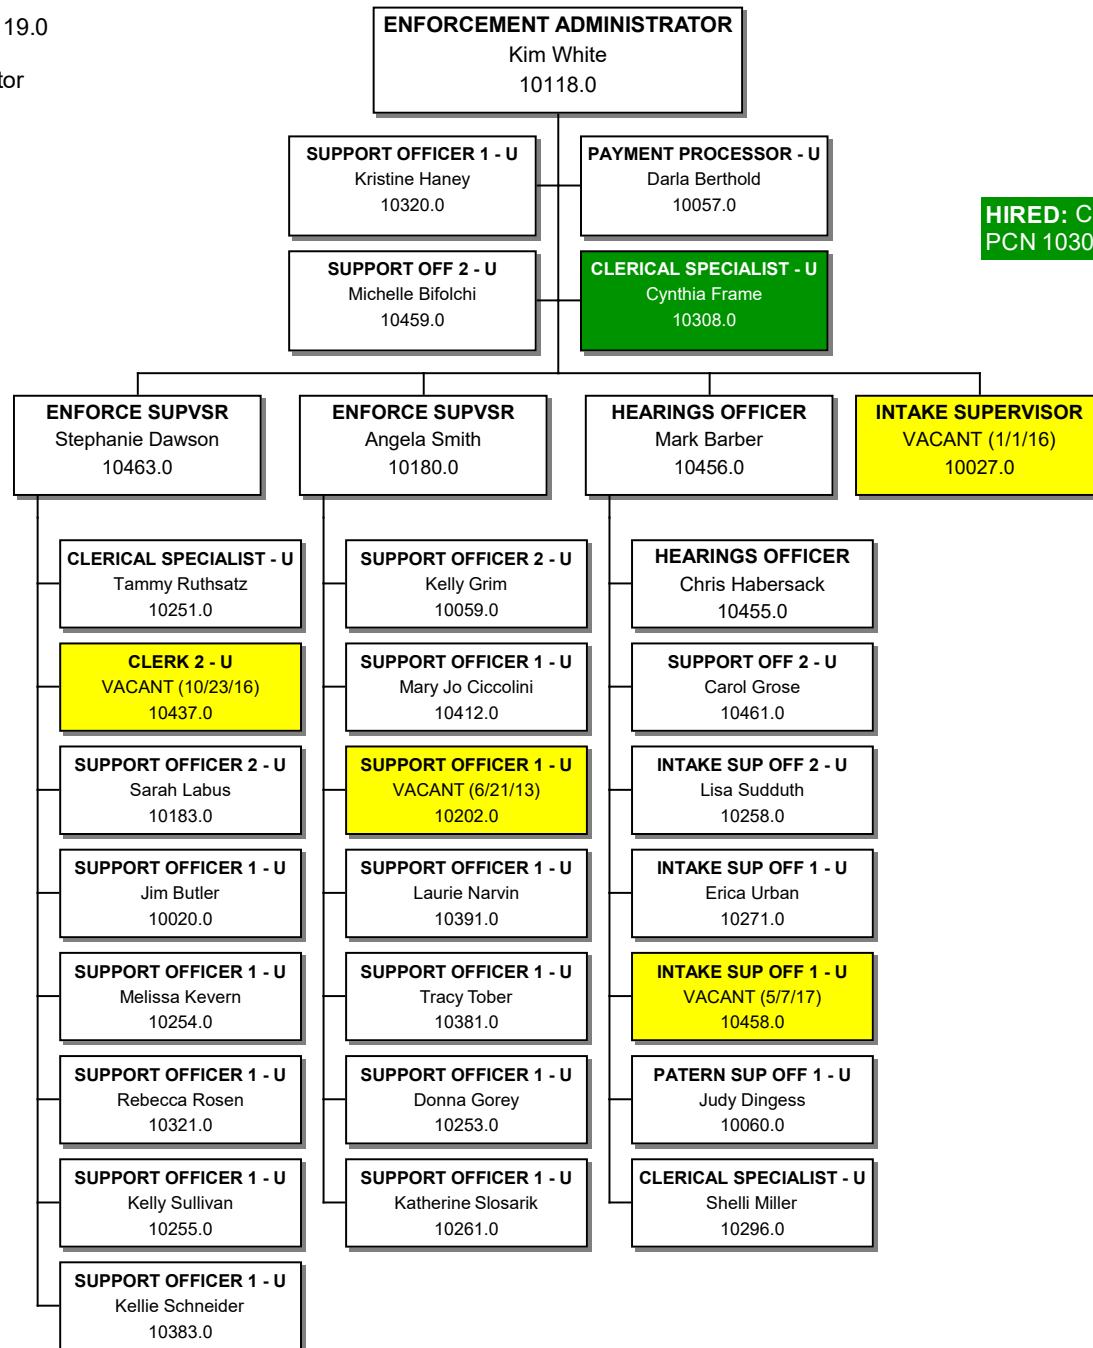 19.0
tor
ENFORCEMENT ADMINISTRATOR
Kim White
10118.0
SUPPORT OFFICER 1 - U
Kristine Haney
10320.0
PAYMENT PROCESSOR - U
Darla Berthold
10057.0
HIRED: C
PCN 1030
SUPPORT OFF 2 - U
Michelle Bifolchi
10459.0
CLERICAL SPECIALIST - U
Cynthia Frame
10308.0
ENFORCE SUPVSR
Stephanie Dawson
10463.0
ENFORCE SUPVSR
Angela Smith
10180.0
HEARINGS OFFICER
Mark Barber
10456.0
INTAKE SUPERVISOR
VACANT (1/1/16)
10027.0
CLERICAL SPECIALIST - U
Tammy Ruthsatz
10251.0
CLERK 2 - U
VACANT (10/23/16)
10437.0
SUPPORT OFFICER 2 - U
Sarah Labus
10183.0
SUPPORT OFFICER 1 - U
Jim Butler
10020.0
SUPPORT OFFICER 1 - U
Melissa Kevern
10254.0
SUPPORT OFFICER 1 - U
Rebecca Rosen
10321.0
SUPPORT OFFICER 1 - U
Kelly Sullivan
10255.0
SUPPORT OFFICER 1 - U
Kellie Schneider
10383.0
SUPPORT OFFICER 2 - U
Kelly Grim
10059.0
SUPPORT OFFICER 1 - U
Mary Jo Ciccolini
10412.0
SUPPORT OFFICER 1 - U
VACANT (6/21/13)
10202.0
SUPPORT OFFICER 1 - U
Laurie Narvin
10391.0
SUPPORT OFFICER 1 - U
Tracy Tober
10381.0
SUPPORT OFFICER 1 - U
Donna Gorey
10253.0
SUPPORT OFFICER 1 - U
Katherine Slosarik
10261.0
HEARINGS OFFICER
Chris Habersack
10455.0
SUPPORT OFF 2 - U
Carol Grose
10461.0
INTAKE SUP OFF 2 - U
Lisa Sudduth
10258.0
INTAKE SUP OFF 1 - U
Erica Urban
10271.0
INTAKE SUP OFF 1 - U
VACANT (5/7/17)
10458.0
PATERN SUP OFF 1 - U
Judy Dingess
10060.0
CLERICAL SPECIALIST - U
Shelli Miller
10296.0